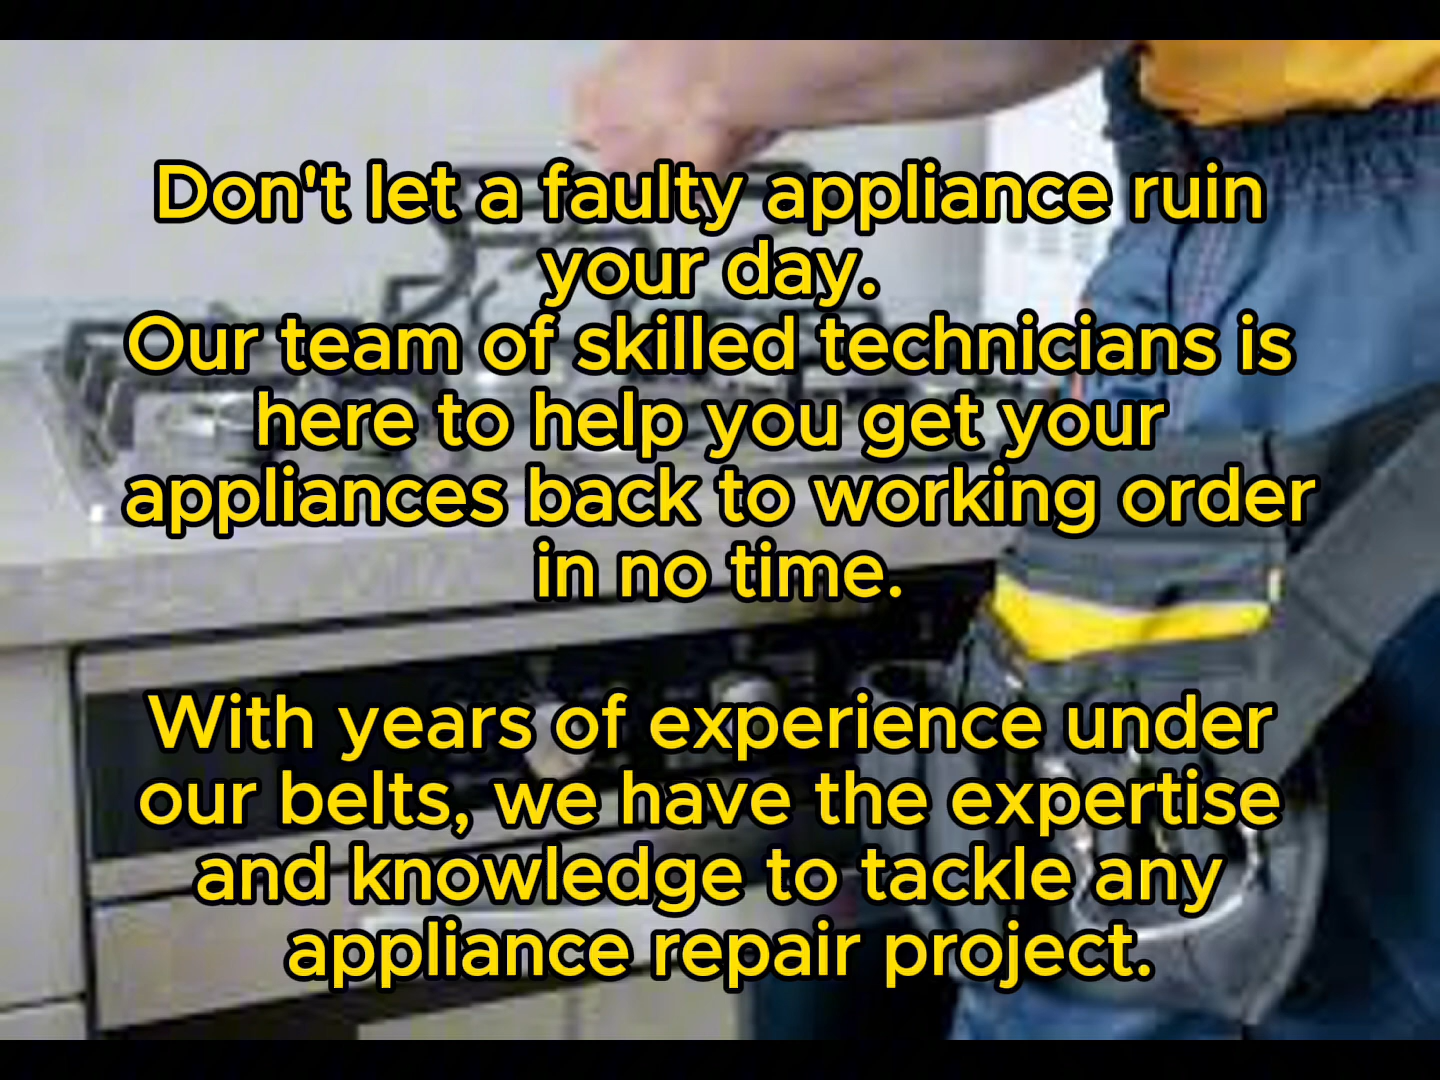 Don't let a faulty appliance ruin
your day.
Our team of skilled technicians is
here to help you get your
appliances back to working order
in no time.
With years of experience under
our belts, we have the expertise
and knowledge to tackle any
appliance repair project.